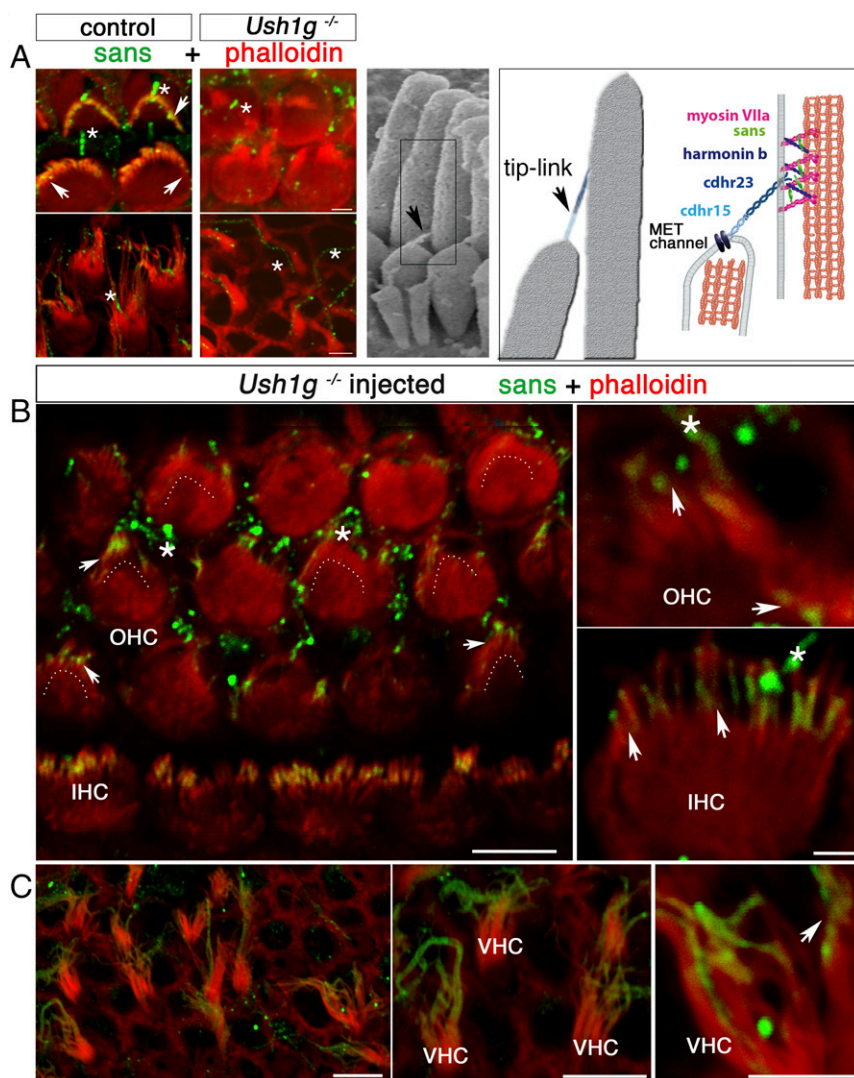 control
Ush1g -/-
A
sans + phalloidin
*
*
*
*
*
*
tip-link
myosin VIIa
sans
harmonin b
cdhr23
cdhr15
MET
channel
Ush1g -/- injected sans + phalloidin
B
*
*
OHC
IHC
*
OHC
*
IHC
C
VHC
VHC
VHC
VHC